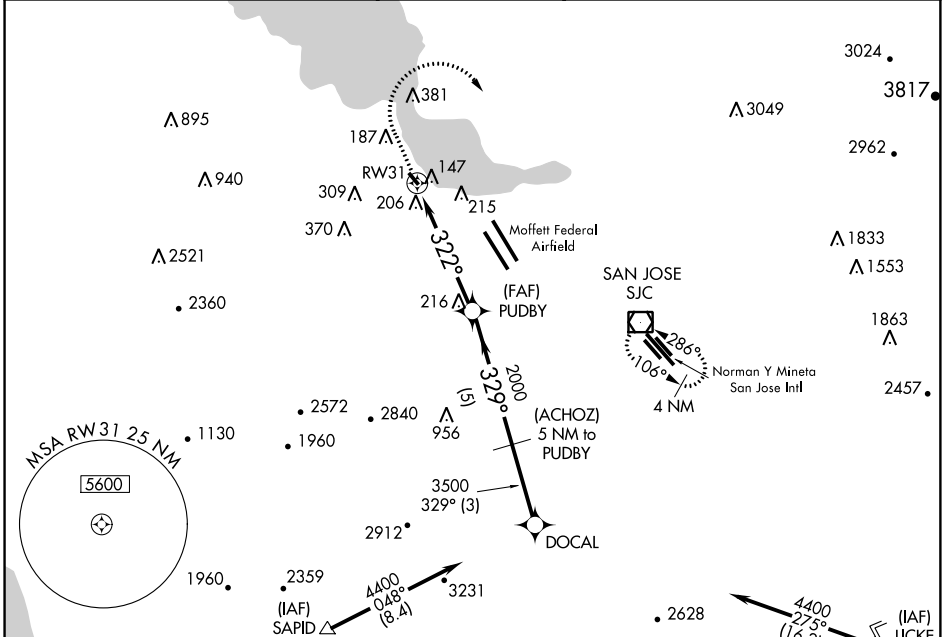 3024
3817
381
3049
895
187
2962
RW31
147
940
309
206
215
370
Moffett Federal
Airfield
1833
2521
322°
SAN JOSE
SJC
1553
(FAF)
PUDBY
2360
216
1863
286°
106°
Norman Y Mineta
San Jose Intl
4 NM
2000
329°
(5)
2457
2572
2840
956
(ACHOZ)
5 NM to
PUDBY
MSA RW31 25 NM
1130
1960
5600
3500
329° (3)
2912
DOCAL
1960
2359
4400
048°
(8.4)
3231
(IAF)
SAPID
2628
4400
275°
(IAF)